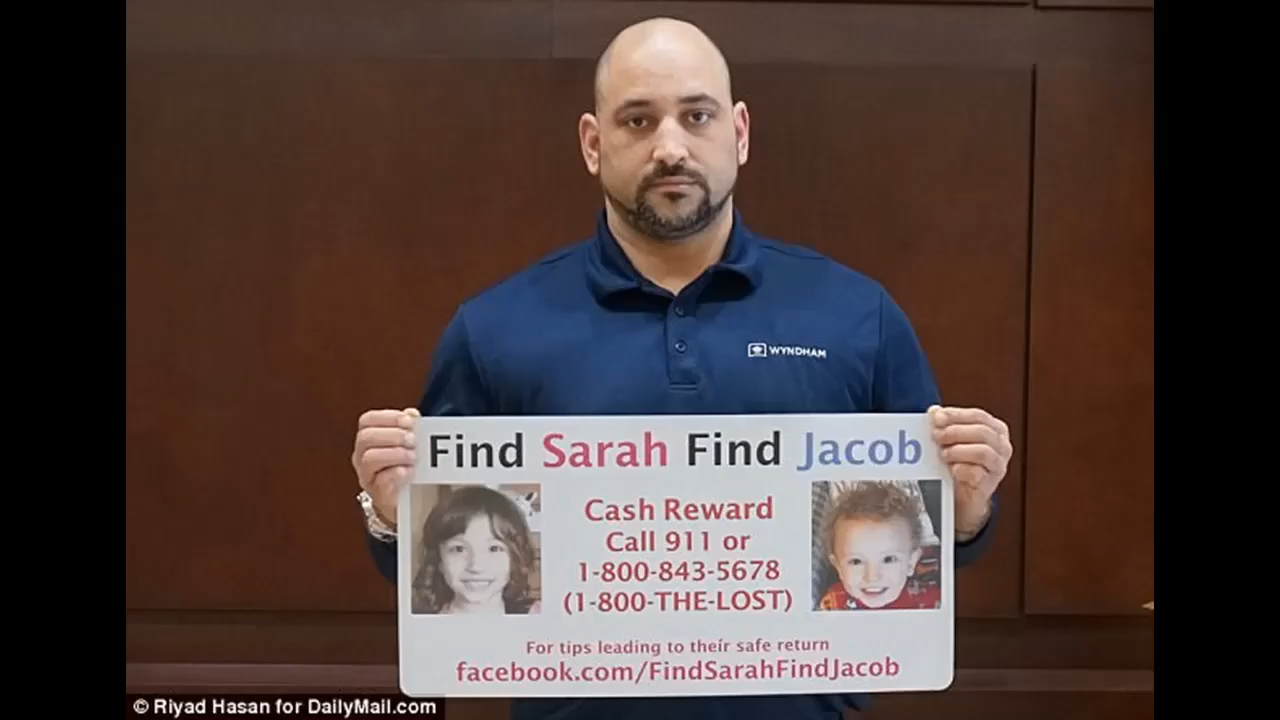 WYNDHAM
Find Sarah Find Jacob
Cash Reward
Call 911 or
1-800-843-5678
(1-800-THE-LOST)
For tips leading to their safe return
facebook.com/FindSarahFindJacob
© Riyad Hasan for DailyMail.com